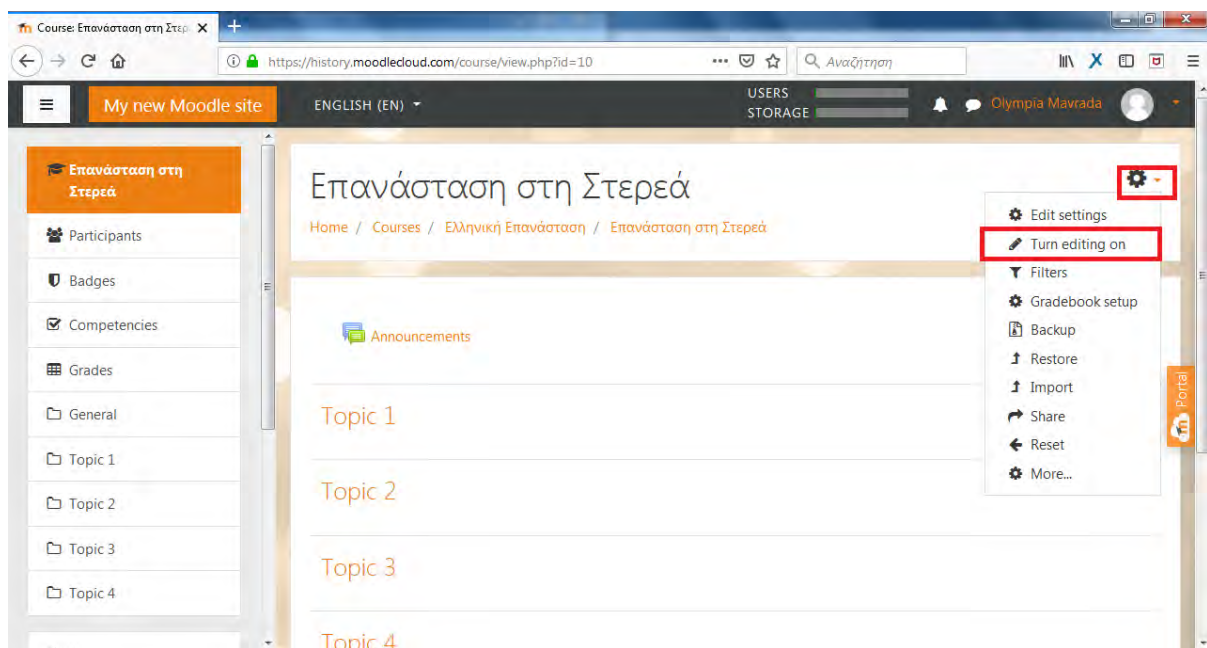 Course: Επανάσταση στη Στερ
https://history.moodlecloud.com/course/view.php?id=10
Αναζήτηση
My new Moodle site
ENGLISH (EN)
USERS
STORAGE
Olympia Mavrada
Επανάσταση στη
Στερεά
Participants
Badges
Competencies
Grades
General
Topic 1
Topic 2
Topic 3
Topic 4
Επανάσταση στη Στερεά
Home / Courses / Ελληνική Επανάσταση / Επανάσταση στη Στερεά
Edit settings
Turn editing on
Filters
Gradebook setup
Backup
Restore
Import
Share
Reset
More...
Announcements
Topic 1
Topic 2
Topic 3
Topic 4
Portal